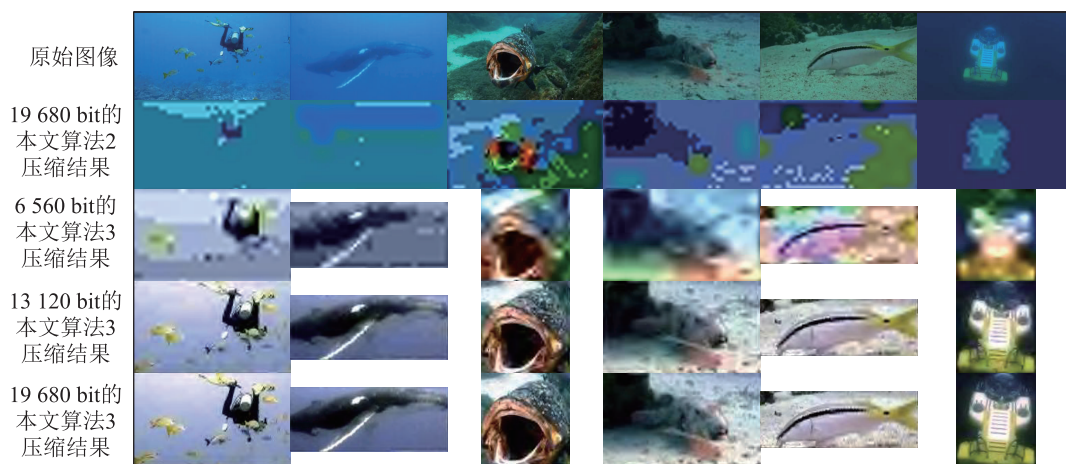 原始图像
19 680 bit的
本文算法2
压缩结果
6 560 bit的
本文算法3
压缩结果
13 120 bit的
本文算法3
压缩结果
19 680 bit的
本文算法3
压缩结果